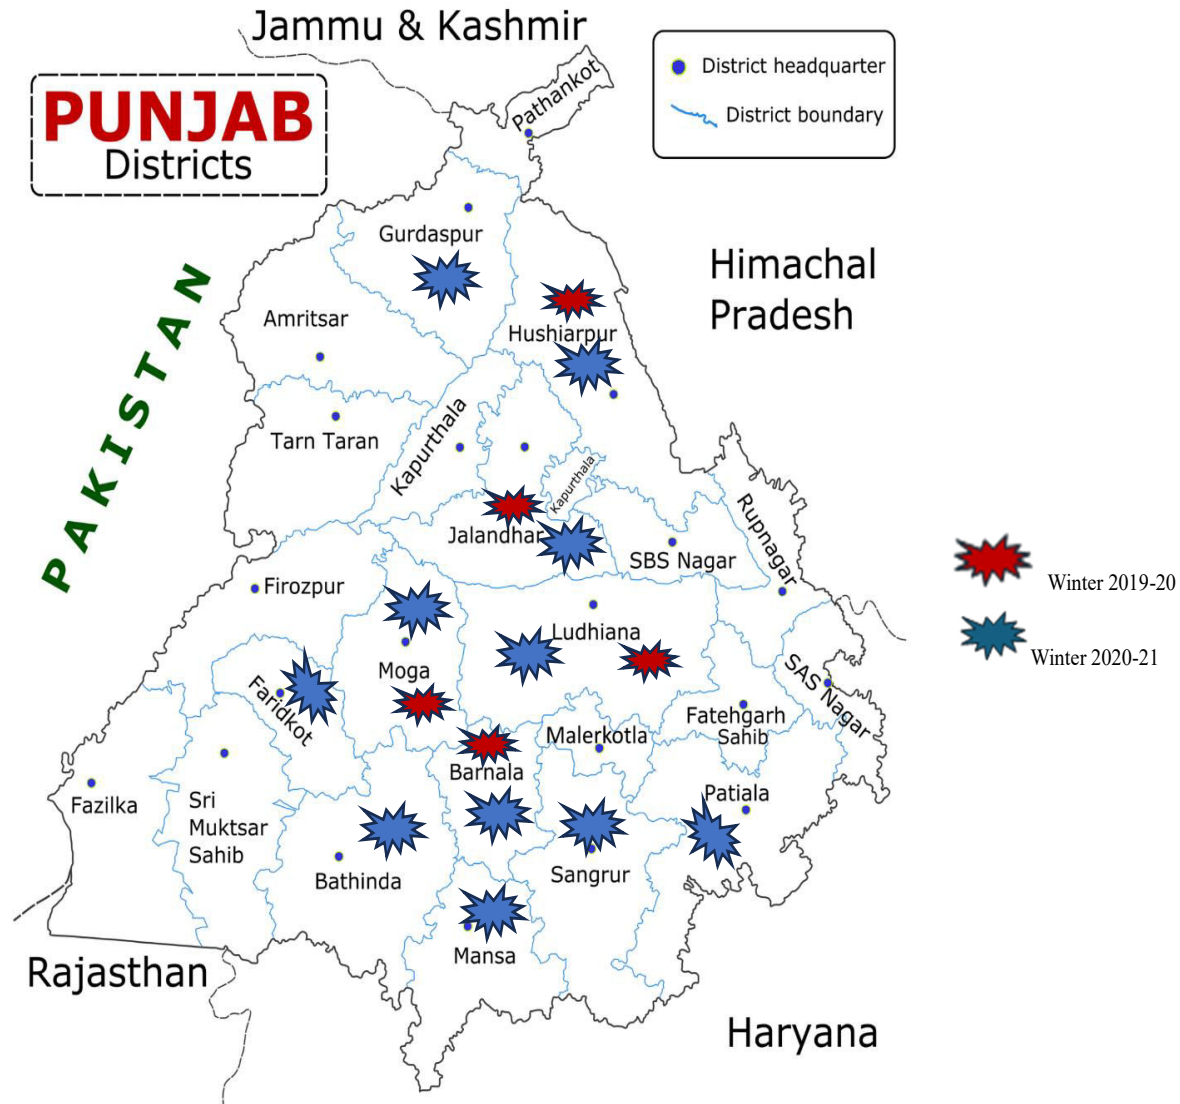 Jammu & Kashmir
PUNJAB
Districts
District headquarter
District boundary
Pathankot
Gurdaspur
Himachal
Pradesh
PAKISTAN
Amritsar
Hushiarpur
Tarn Taran
Kapurthala
Kapurthala
Jalandhar
SBS Nagar
Rupnagar
Firozpur
Winter 2019-20
Ludhiana
Winter 2020-21
Moga
Faridkot
SAS Nagar
Fatehgarh
Sahib
Malerkotla
Barnala
Fazilka
Sri
Muktsar
Sahib
Patiala
Bathinda
Sangrur
Mansa
Rajasthan
Haryana